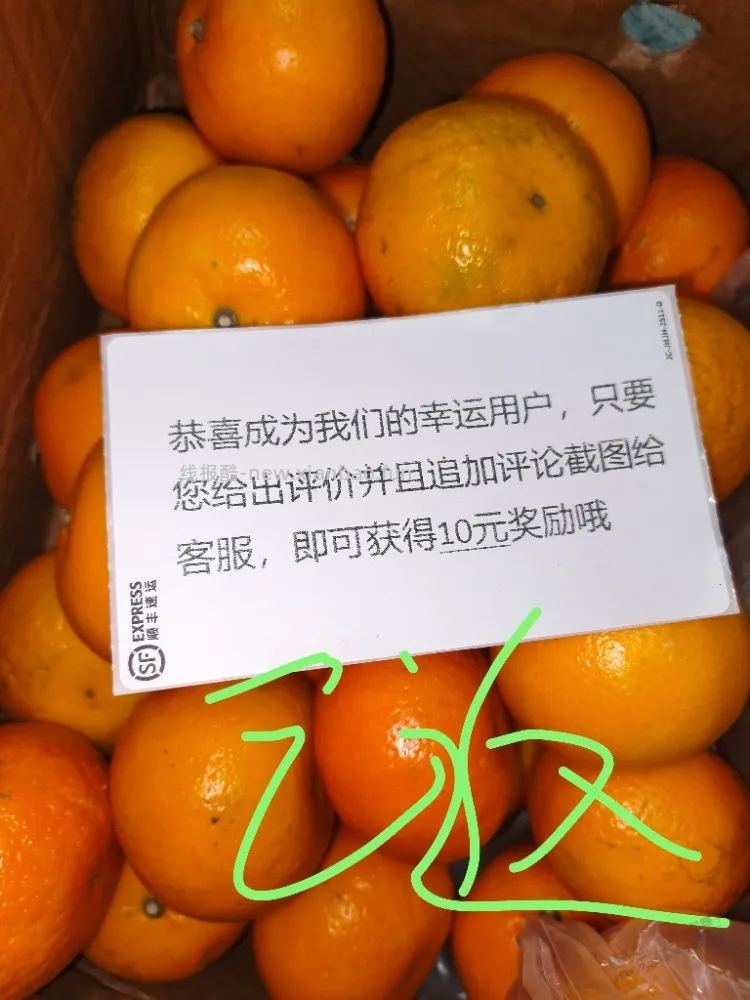 恭喜成为我们的幸运用户，只要
您给出评价并且追加评论截图给
客服，即可获得10元奖励哦
SF
EXPRESS
顺丰速运
已返